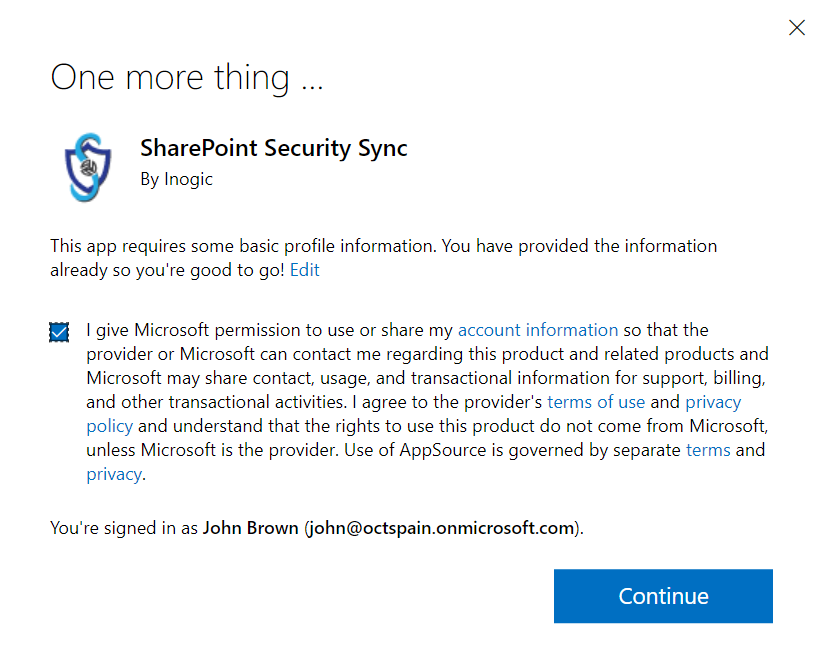 One more thing ...
SharePoint Security Sync
By Inogic
This app requires some basic profile information. You have provided the information
already so you're good to go! Edit
I give Microsoft permission to use or share my account information so that the
provider or Microsoft can contact me regarding this product and related products and
Microsoft may share contact, usage, and transactional information for support, billing,
and other transactional activities. I agree to the provider's terms of use and privacy
policy and understand that the rights to use this product do not come from Microsoft,
unless Microsoft is the provider. Use of AppSource is governed by separate terms and
privacy.
You're signed in as John Brown (john@octspain.onmicrosoft.com).
Continue